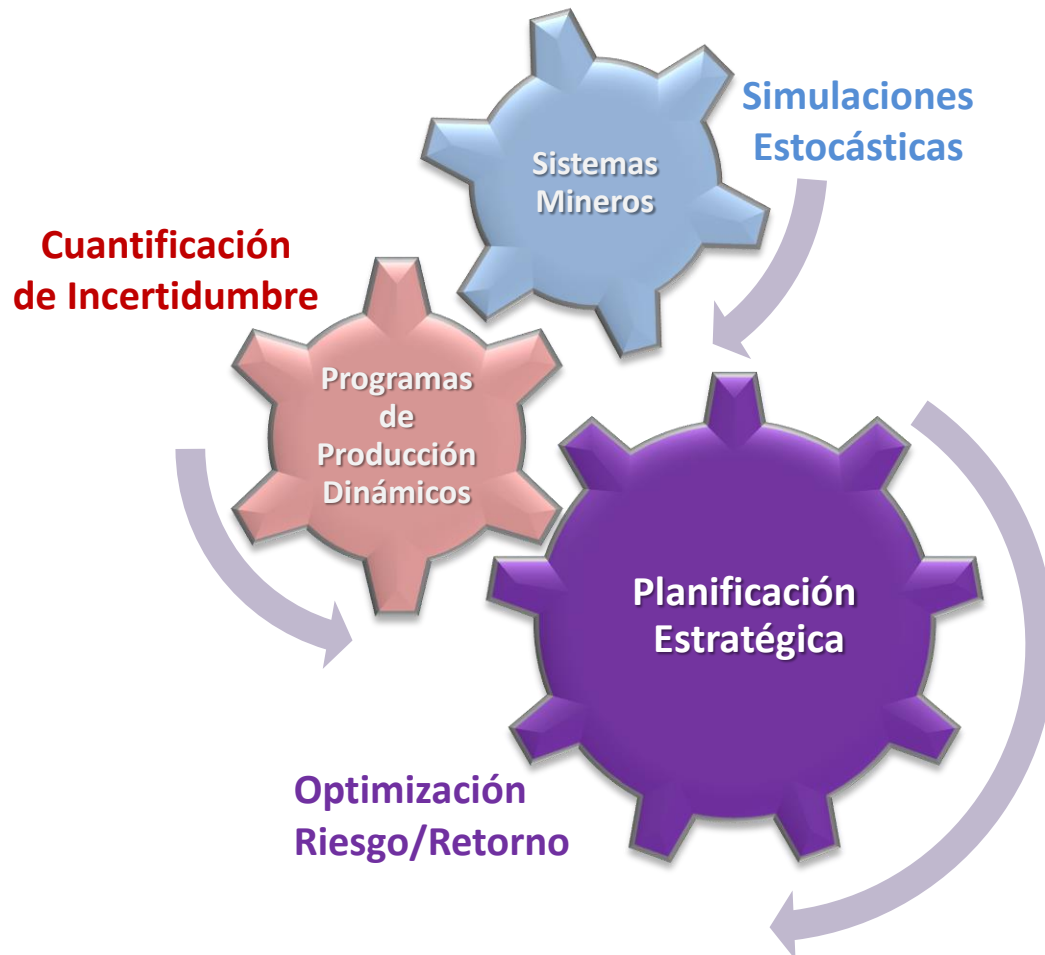 Simulaciones
Estocásticas
Sistemas
Mineros
Cuantificación
de Incertidumbre
Programas
de
Producción
Dinámicos
Planificación
Estratégica
Optimización
Riesgo/Retorno